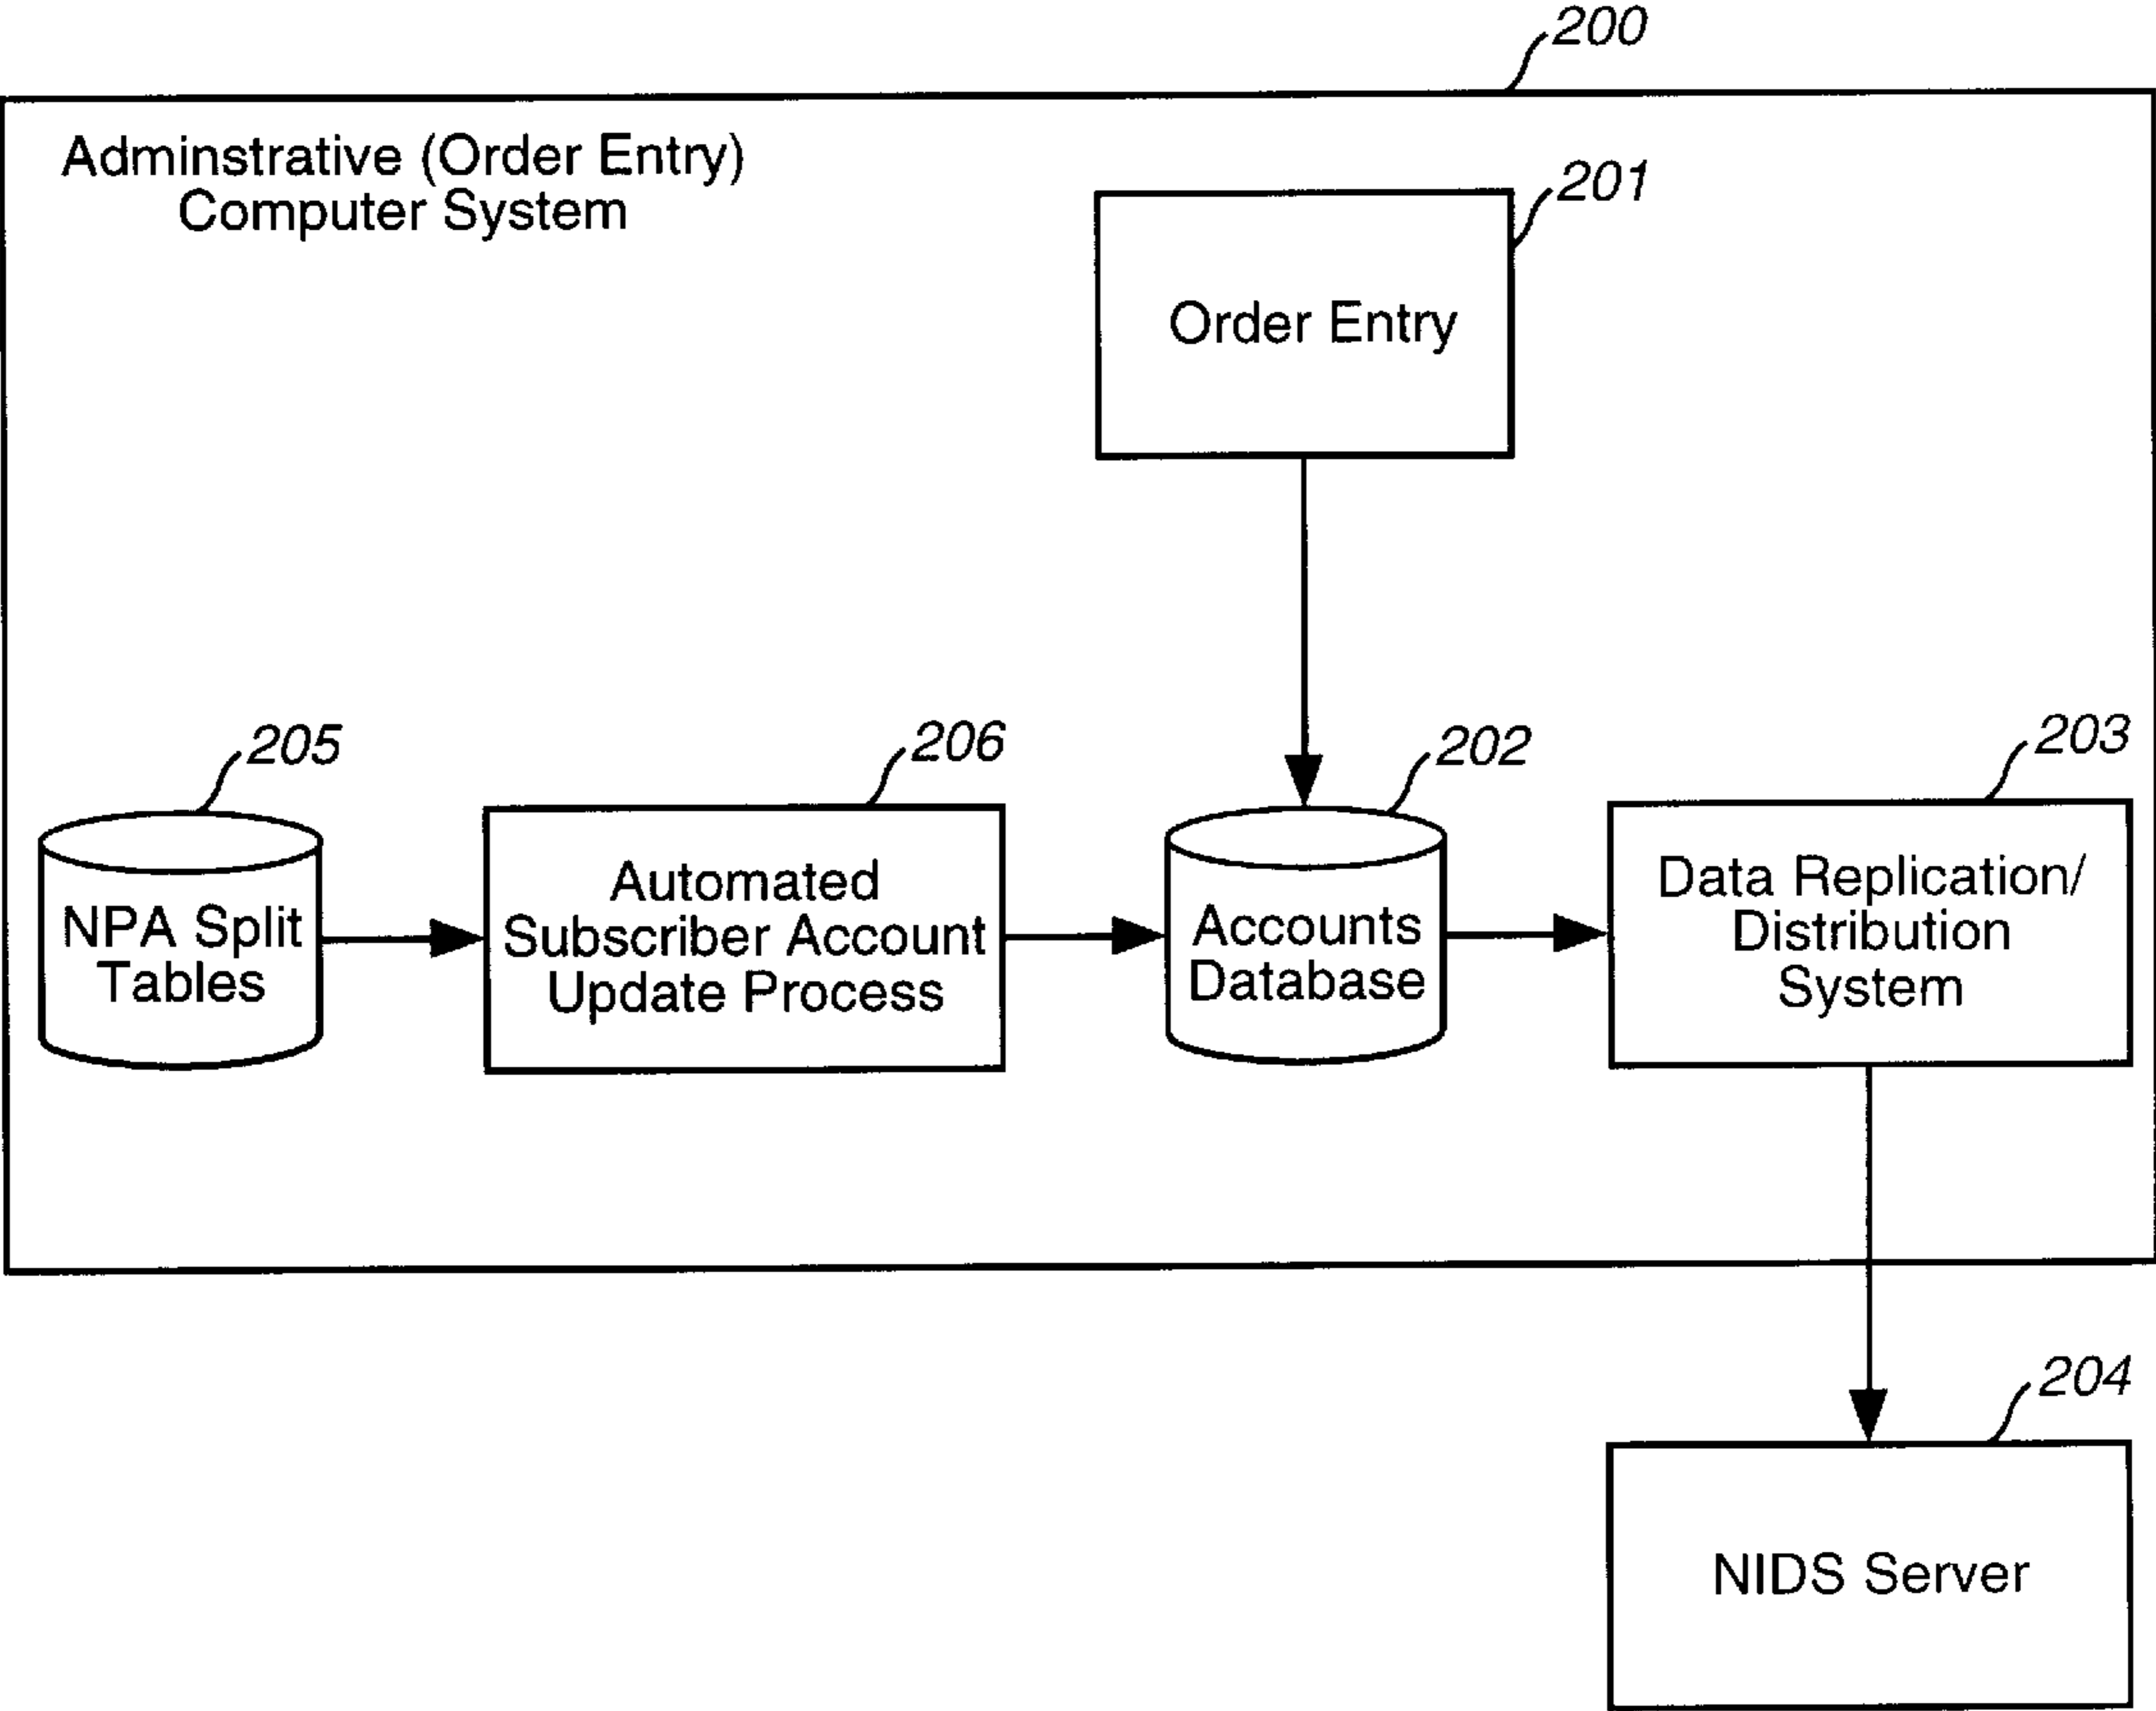 200
Adminstrative (Order Entry)
Computer System
201
Order Entry
205
206
202
203
NPA Split
Tables
Automated
Subscriber Account
Update Process
Accounts
Database
Data Replication/
Distribution
System
204
NIDS Server